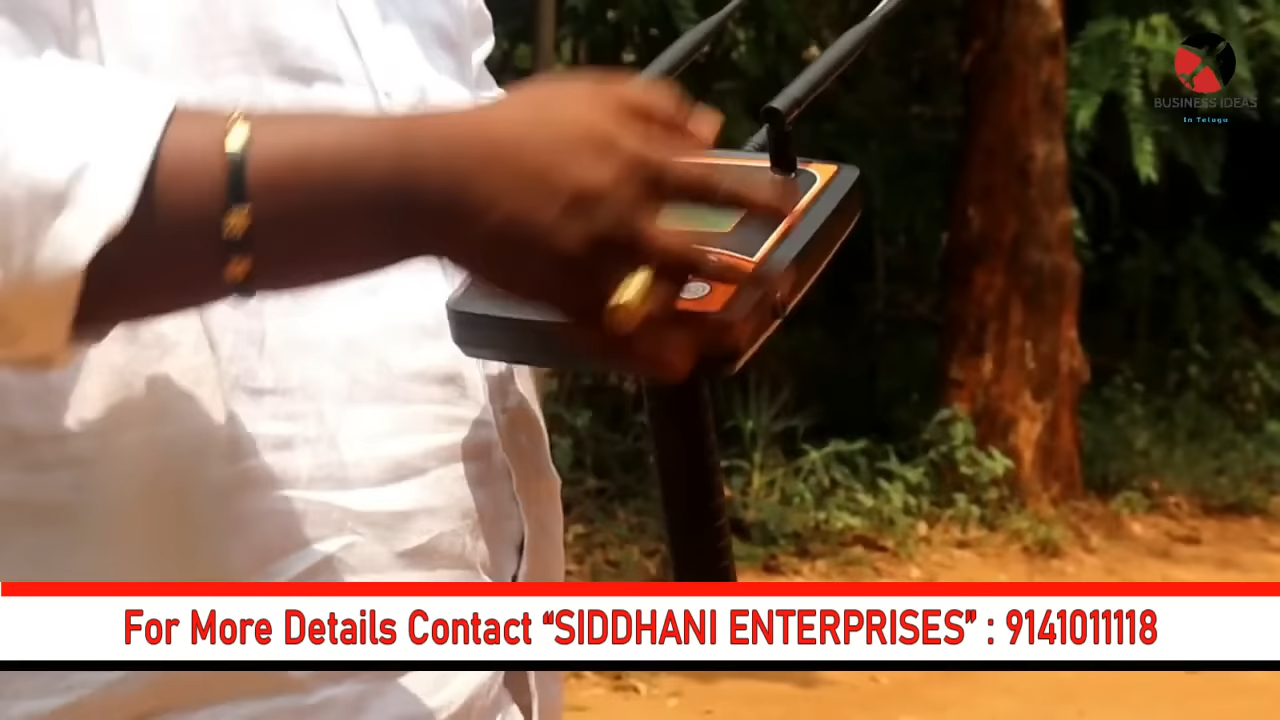 BUSINESS IDEAS
In Telugu
For More Details Contact “SIDDHANI ENTERPRISES” : 9141011118